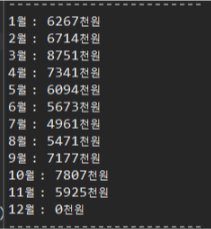 1월 : 6267천원
2월 : 6714천원
3월 : 8751천원
4월 : 7341천원
5월 : 6094천원
6월 : 5673천원
7월 : 4961천원
8월 : 5471천원
9월 : 7177천원
10월 : 7807천원
11월 : 5925천원
12월 : 0천원